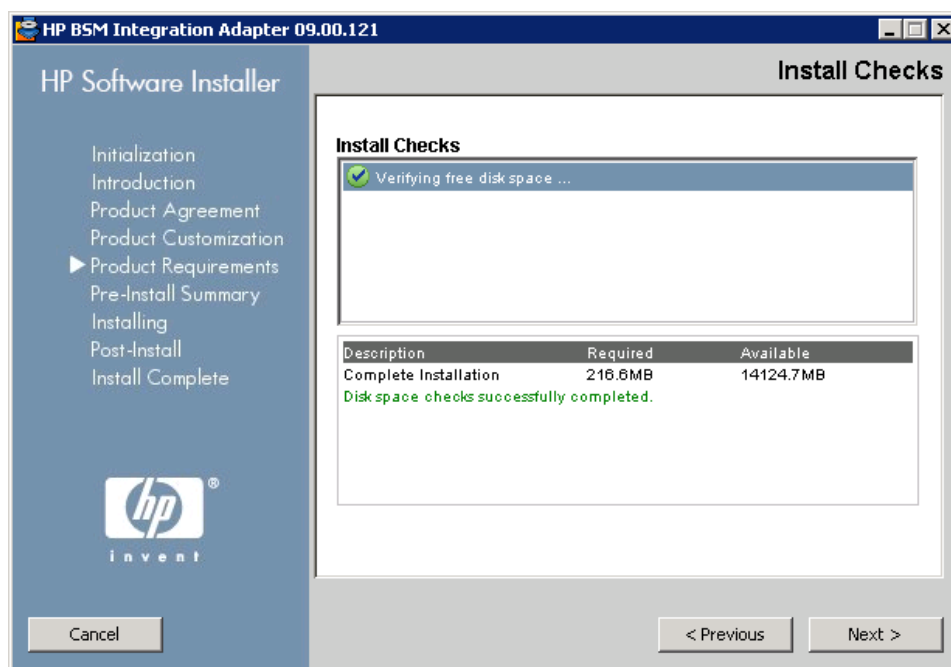 HP BSM Integration Adapter 09.00.121
HP Software Installer
Install Checks
Initialization
Introduction
Product Agreement
Product Customization
Product Requirements
Pre-Install Summary
Installing
Post-Install
Install Complete
Install Checks
Verifying free disk space ...
Description Required Available
Complete Installation 216.6MB 14124.7MB
Disk space checks successfully completed.
hp ®
invent
Cancel
< Previous
Next >